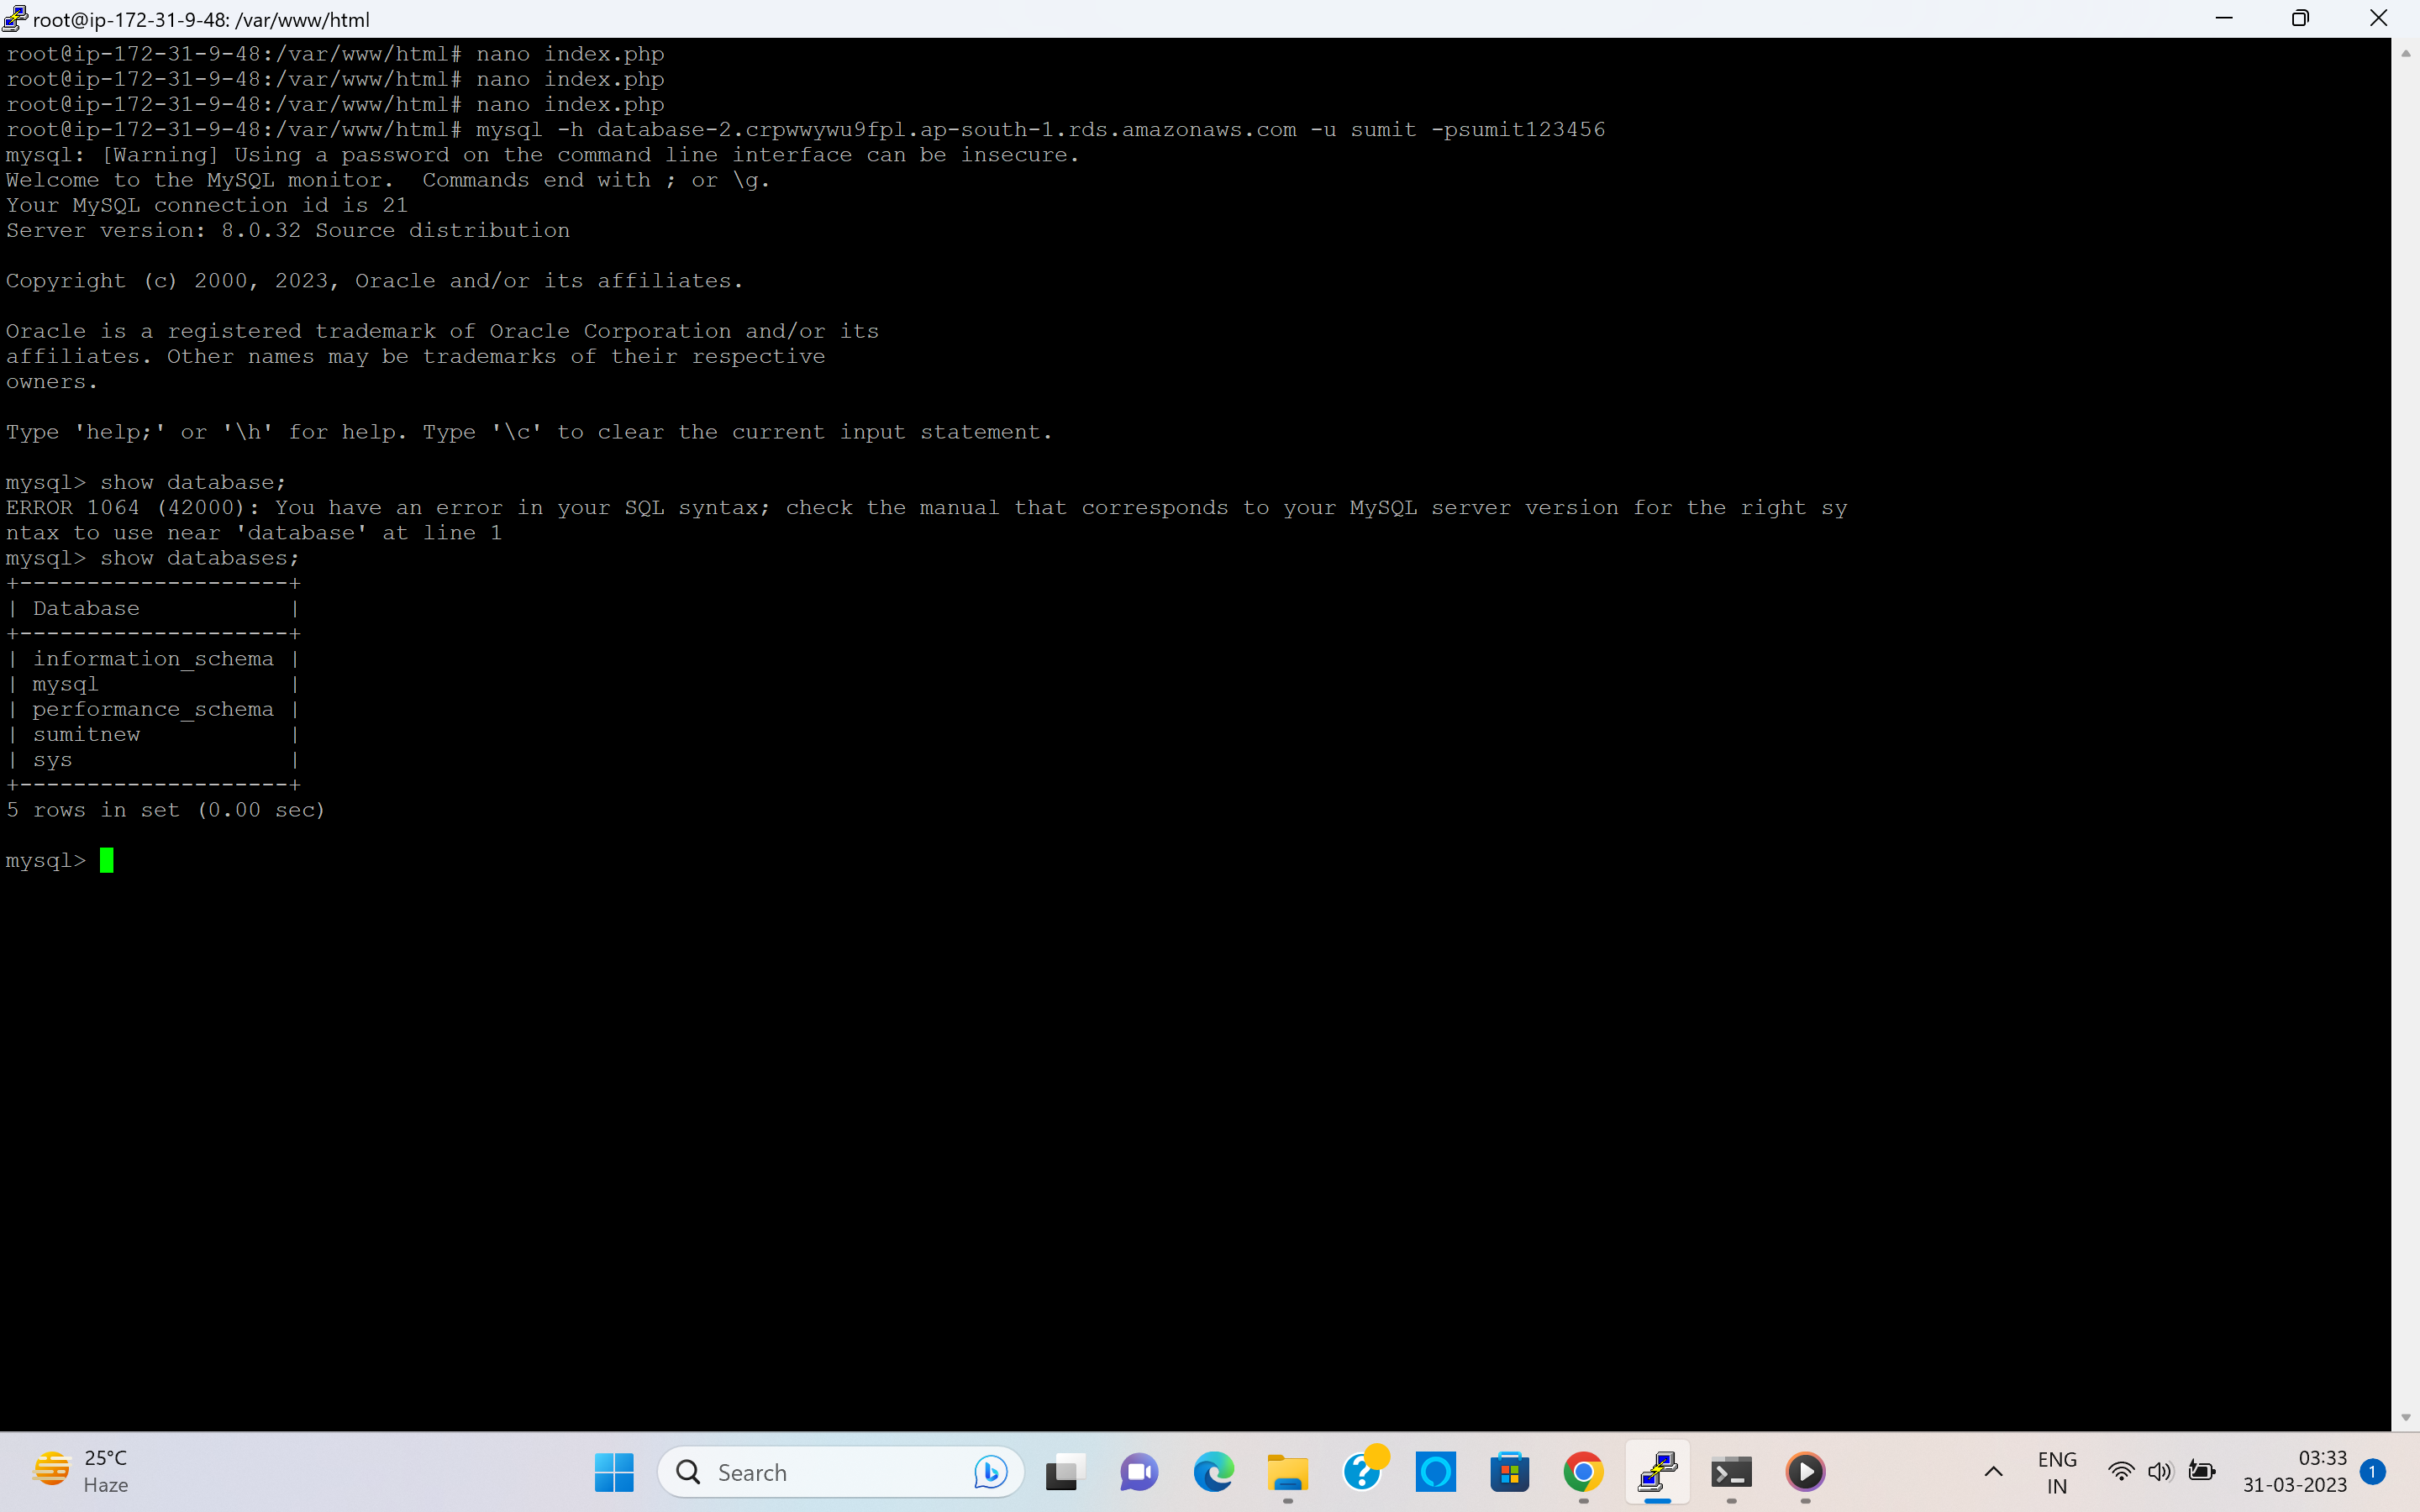 root@ip-172-31-9-48: /var/www/html
root@ip-172-31-9-48:/var/www/html# nano index.php
root@ip-172-31-9-48:/var/www/html# nano index.php
root@ip-172-31-9-48:/var/www/html# nano index.php
root@ip-172-31-9-48:/var/www/html# mysql -h database-2.crpwwywu9fpl.ap-south-1.rds.amazonaws.com -u sumit -psumit123456
mysql: [Warning] Using a password on the command line interface can be insecure.
Welcome to the MySQL monitor.  Commands end with ; or \g.
Your MySQL connection id is 21
Server version: 8.0.32 Source distribution
Copyright (c) 2000, 2023, Oracle and/or its affiliates.
Oracle is a registered trademark of Oracle Corporation and/or its
affiliates. Other names may be trademarks of their respective
owners.
Type 'help;' or '\h' for help. Type '\c' to clear the current input statement.
mysql> show database;
ERROR 1064 (42000): You have an error in your SQL syntax; check the manual that corresponds to your MySQL server version for the right sy
ntax to use near 'database' at line 1
mysql> show databases;
+--------------------+
| Database           |
+--------------------+
| information_schema |
| mysql              |
| performance_schema |
| sumitnew           |
| sys                |
+--------------------+
5 rows in set (0.00 sec)
mysql>
25°C
Haze
Search
ENG
IN
03:33
31-03-2023
1